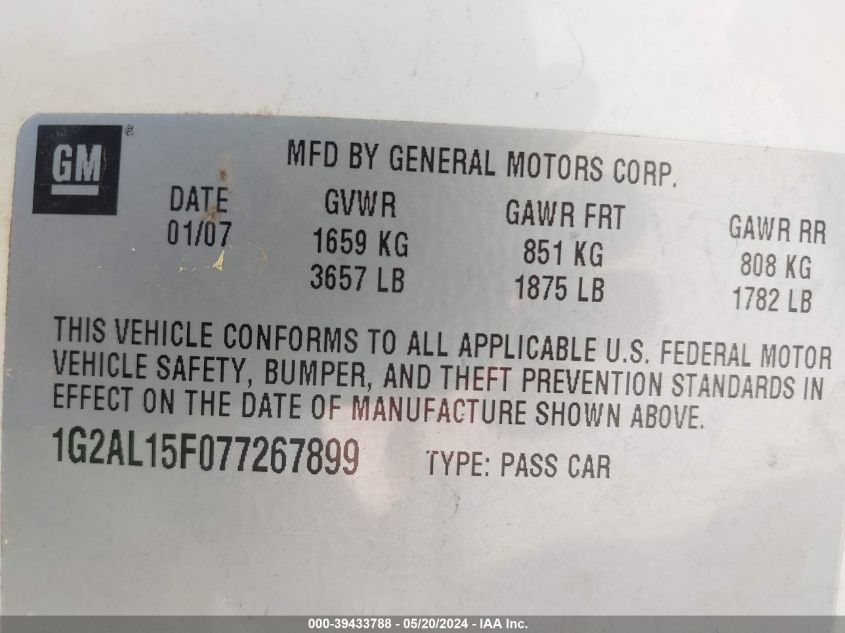 GM ®
MFD BY GENERAL MOTORS CORP.
DATE GVWR GAWR FRT GAWR RR
01/07 1659 KG 851 KG 808 KG
3657 LB 1875 LB 1782 LB
THIS VEHICLE CONFORMS TO ALL APPLICABLE U.S. FEDERAL MOTOR
VEHICLE SAFETY, BUMPER, AND THEFT PREVENTION STANDARDS IN
EFFECT ON THE DATE OF MANUFACTURE SHOWN ABOVE.
1G2AL15F077267899 TYPE: PASS CAR
000-39433788 - 05/20/2024 - IAA Inc.